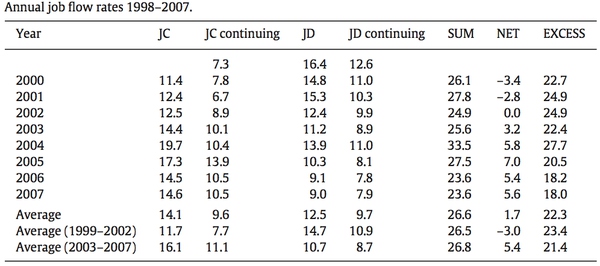 Annual job flow rates 1998–2007.
Year JC JC continuing JD JD continuing SUM NET EXCESS
7.3 16.4 12.6
2000 11.4 7.8 14.8 11.0 26.1 −3.4 22.7
2001 12.4 6.7 15.3 10.3 27.8 −2.8 24.9
2002 12.5 8.9 12.4 9.9 24.9 0.0 24.9
2003 14.4 10.1 11.2 8.9 25.6 3.2 22.4
2004 19.7 10.4 13.9 11.0 33.5 5.8 27.7
2005 17.3 13.9 10.3 8.1 27.5 7.0 20.5
2006 14.5 10.5 9.1 7.8 23.6 5.4 18.2
2007 14.6 10.5 9.0 7.9 23.6 5.6 18.0
Average 14.1 9.6 12.5 9.7 26.6 1.7 22.3
Average (1999–2002) 11.7 7.7 14.7 10.9 26.5 −3.0 23.4
Average (2003–2007) 16.1 11.1 10.7 8.7 26.8 5.4 21.4